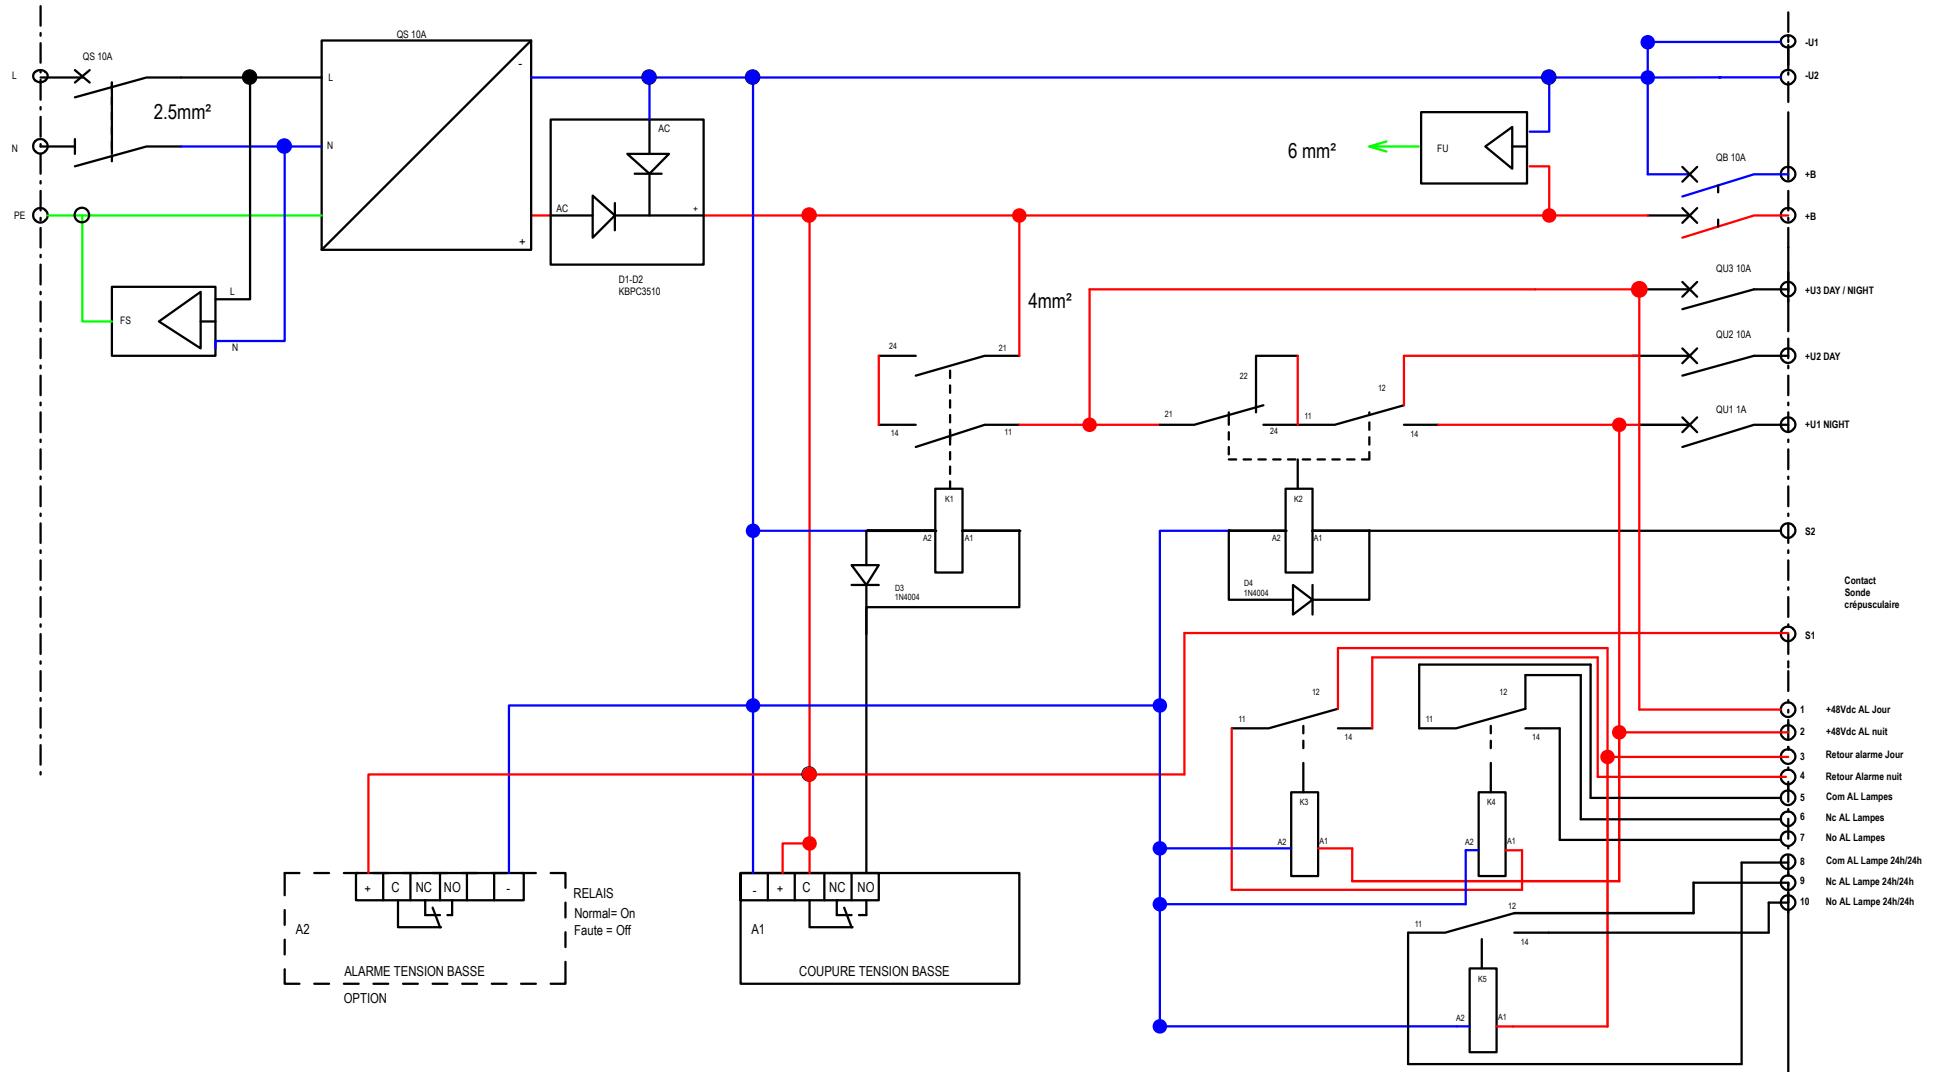 QS 10A
-U1
QS 10A
L
L
-
-U2
2.5mm²
AC
N
N
6 mm²
FU
QB 10A
+B
PE
AC
+
+B
+
D1-D2
KBPC3510
QU3 10A
L
4mm²
+U3 DAY / NIGHT
FS
N
24
21
QU2 10A
+U2 DAY
22
12
21
11
QU1 1A
14
11
24
14
+U1 NIGHT
K1
K2
A2
A1
A2
A1
S2
D3
1N4004
D4
1N4004
Contact
Sonde
crépusculaire
S1
12
12
11
14
11
14
1 +48Vdc AL Jour
2 +48Vdc AL nuit
3 Retour alarme Jour
4 Retour Alarme nuit
5 Com AL Lampes
6 Nc AL Lampes
7 No AL Lampes
8 Com AL Lampe 24h/24h
9 Nc AL Lampe 24h/24h
10 No AL Lampe 24h/24h
K3
K4
A2
A1
A2
A1
+ C NC NO -
RELAIS
Normal= On
Faute = Off
A2
ALARME TENSION BASSE
OPTION
- + C NC NO
A1
COUPURE TENSION BASSE
12
11
14
K5
A2
A1